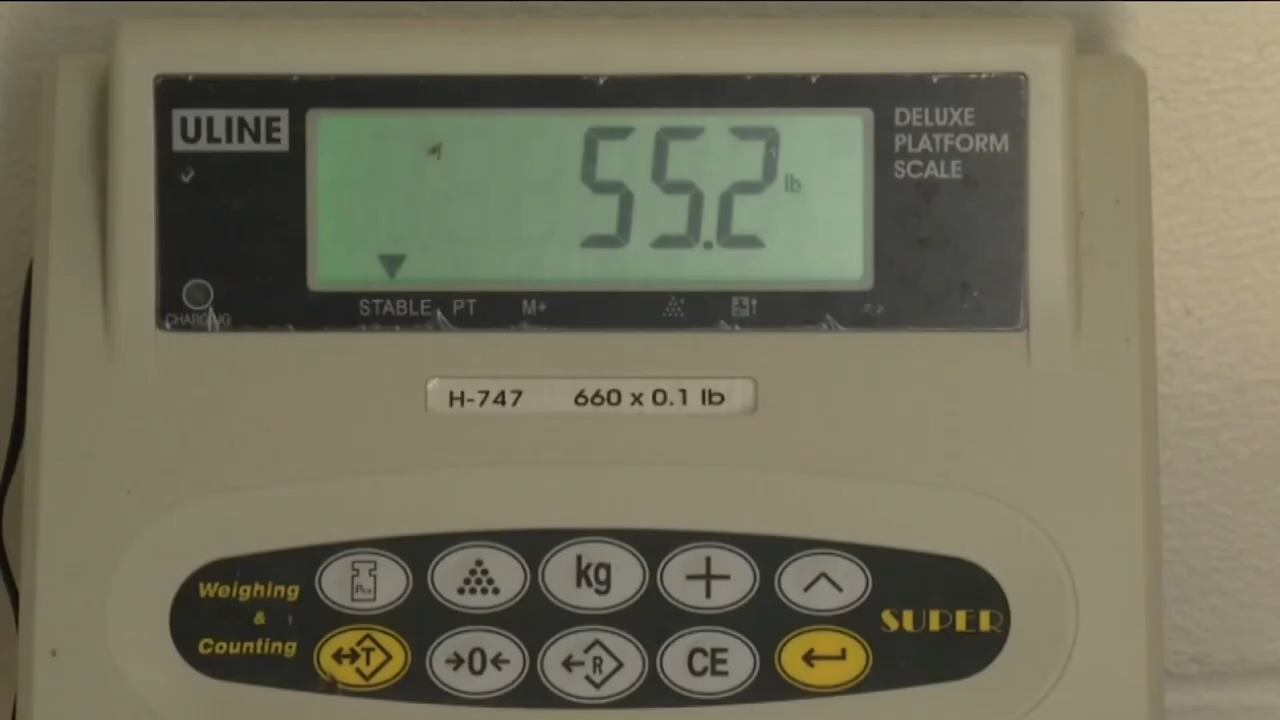 ULINE
55.2 lb
DELUXE
PLATFORM
SCALE
CHARGING
STABLE PT M+
H-747 660 x 0.1 lb
Weighing
&
Counting
kg
SUPER
T
→0←
R
CE